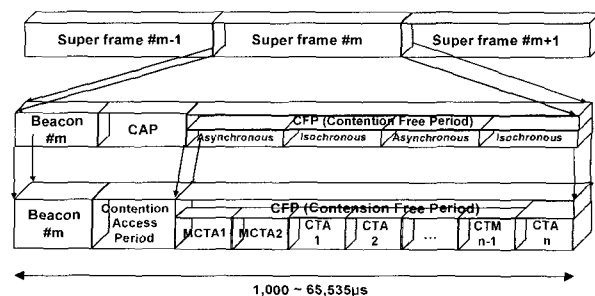 Super frame #m-1 Super frame #m Super frame #m+1
Beacon #m CAP CFP (Contention Free Period)
Asynchronous Isochronous Asynchronous Isochronous
Beacon #m Contention Access Period CFP (Contension Free Period)
MCTA1 MCTA2 CTA 1 CTA 2 ... CTM n-1 CTA n
1,000 ~ 65,535µs